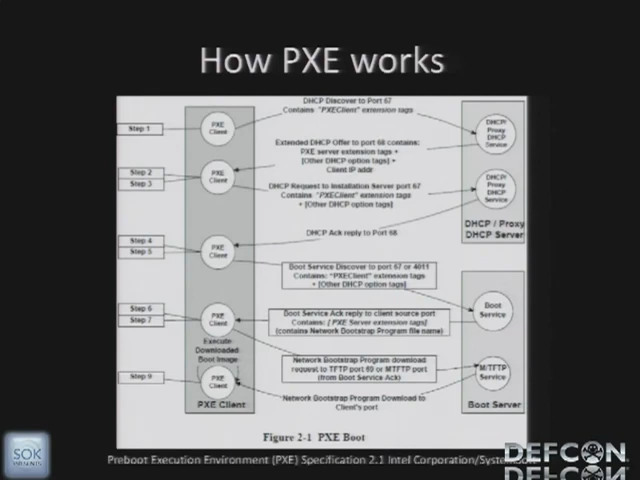 How PXE works
DHCP Discover to Port 67
Contains "PXEClient" extension tags
Step 1
PXE
Client
DHCP/
Proxy
DHCP
Service
Extended DHCP Offer to port 68 contains:
PXE server extension tags +
[Other DHCP option tags] +
Client IP addr
Step 2
Step 3
PXE
Client
DHCP Request to Installation Server port 67
Contains "PXEClient" extension tags
+ [Other DHCP option tags]
DHCP/
Proxy
DHCP
Service
DHCP / Proxy
DHCP Server
DHCP Ack reply to Port 68
Step 4
Step 5
PXE
Client
Boot Service Discover to port 67 or 4011
Contains: "PXEClient" extension tags
+ [Other DHCP option tags]
Step 6
Step 7
PXE
Client
Boot Service Ack reply to client source port
Contains: [ PXE Server extension tags]
(contains Network Bootstrap Program file name)
Boot
Service
Execute
Downloaded
Boot Image
Network Bootstrap Program download
request to TFTP port 69 or MTFTP port
(from Boot Service Ack)
M/TFTP
Service
Step 9
PXE
Client
Network Bootstrap Program Download to
Client's port
PXE Client
Boot Server
Figure 2-1 PXE Boot
Preboot Execution Environment (PXE) Specification 2.1 Intel Corporation/
SOK
DEFCON